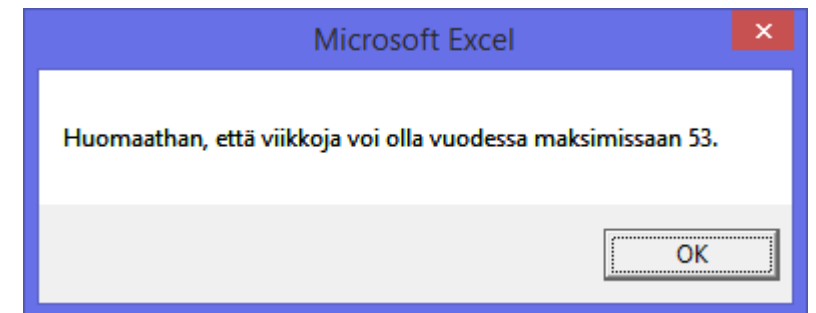 Microsoft Excel
Huomaathan, että viikkoja voi olla vuodessa maksimissaan 53.
OK